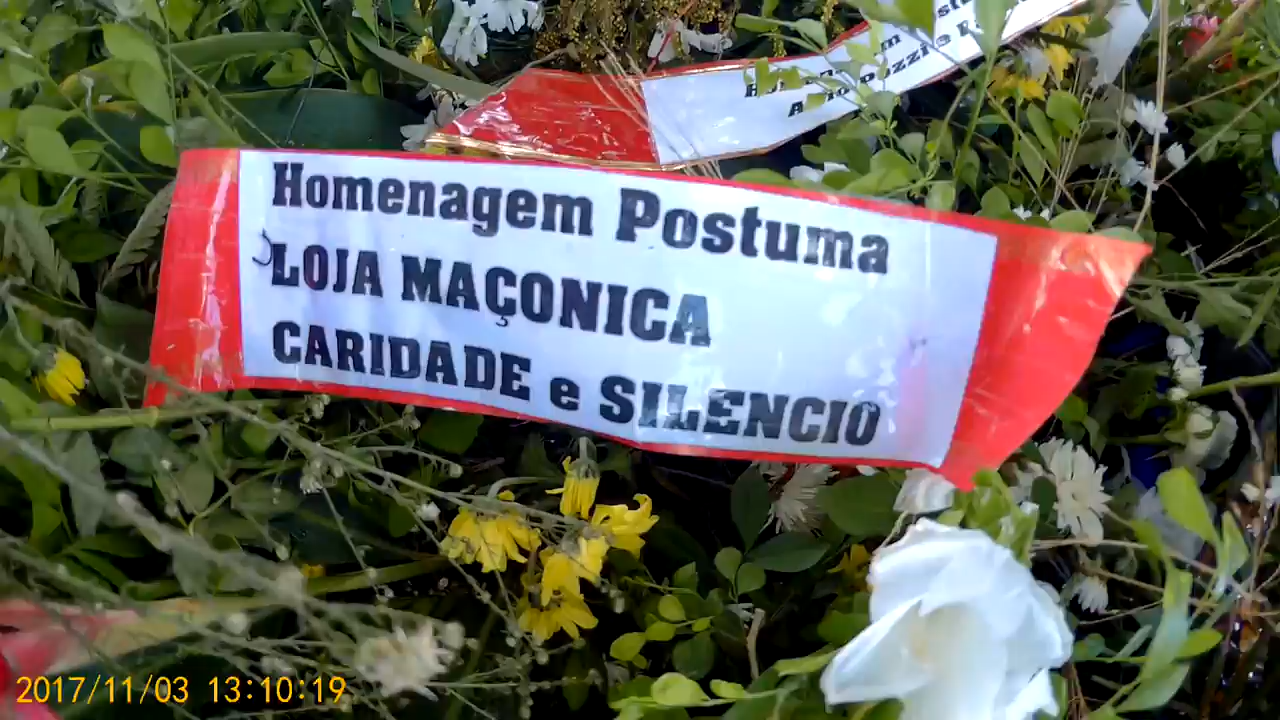 Homenagem Postuma
LOJA MAÇONICA
CARIDADE e SILENCIO
2017/11/03 13:10:19